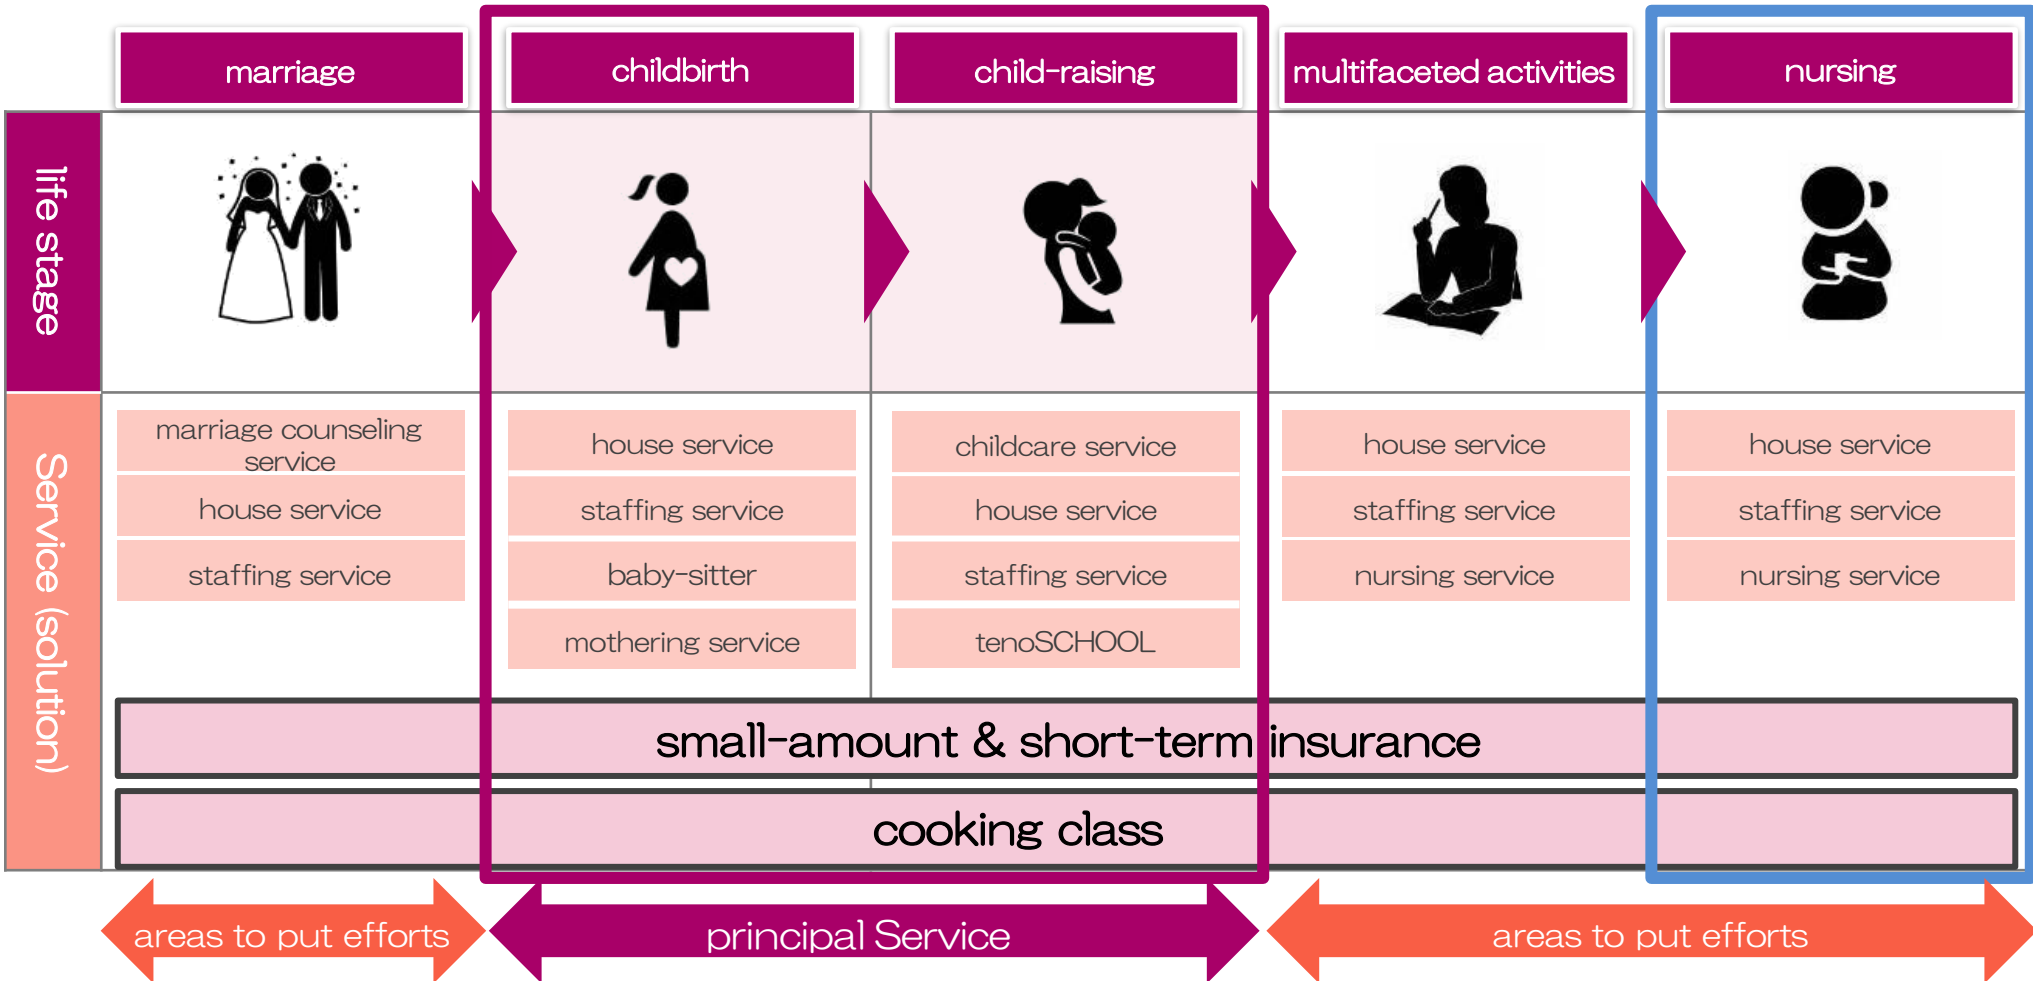 marriage
childbirth
child-raising
multifaceted activities
nursing
life stage
Service (solution)
marriage counseling
service
house service
staffing service
house service
staffing service
baby-sitter
mothering service
childcare service
house service
staffing service
tenoSCHOOL
house service
staffing service
nursing service
house service
staffing service
nursing service
small-amount & short-term insurance
cooking class
areas to put efforts
principal Service
areas to put efforts